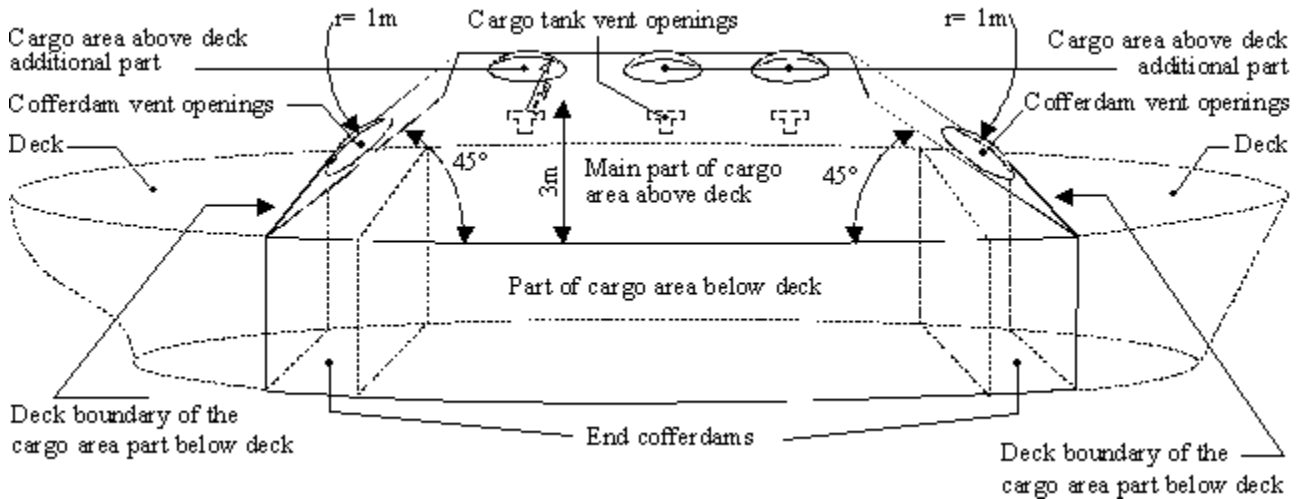 r= 1m
Cargo tank vent openings
r= 1m
Cargo area above deck
additional part
Cargo area above deck
additional part
Cofferdam vent openings
Cofferdam vent openings
Deck
Deck
45°
3m
Main part of cargo
area above deck
45°
Part of cargo area below deck
Deck boundary of the
cargo area part below deck
End cofferdams
Deck boundary of the
cargo area part below deck